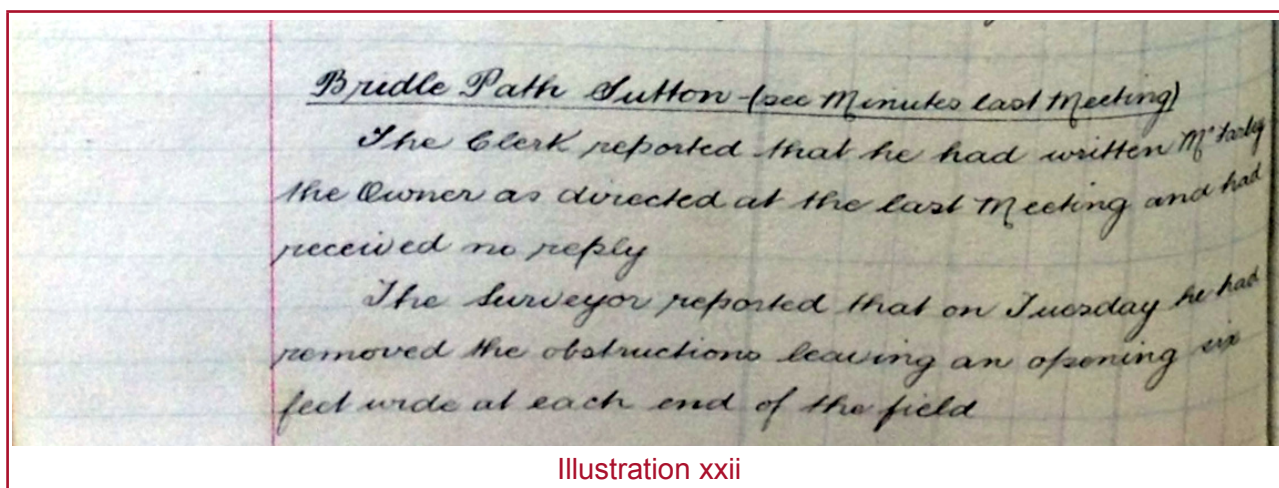 Bridle Path Sutton - (see Minutes last Meeting)
The Clerk reported that he had written Mr
the Owner as directed at the last Meeting and had
received no reply
The Surveyor reported that on Tuesday he had
removed the obstructions leaving an opening six
feet wide at each end of the field
Illustration xxii